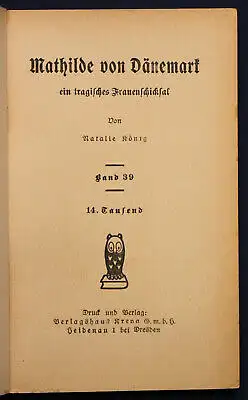 Mathilde von Dänemark
ein tragisches Frauenschicksal
Von
Natalie König
Band 39
14. Tausend
Druck und Verlag:
Verlagshaus Kreva G. m. b. H.
Heidenau 1 bei Dresden